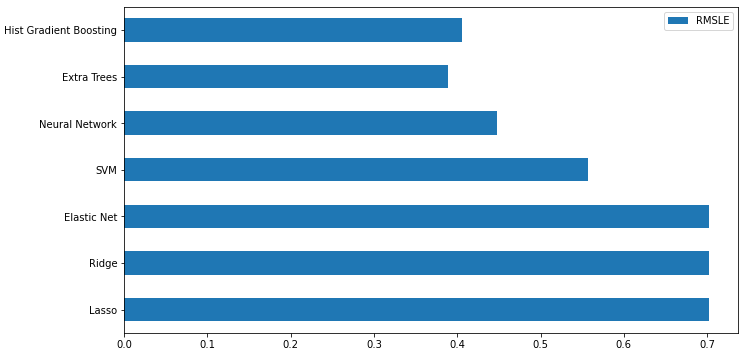 RMSLE
Hist Gradient Boosting
Extra Trees
Neural Network
SVM
Elastic Net
Ridge
Lasso
0.0 0.1 0.2 0.3 0.4 0.5 0.6 0.7